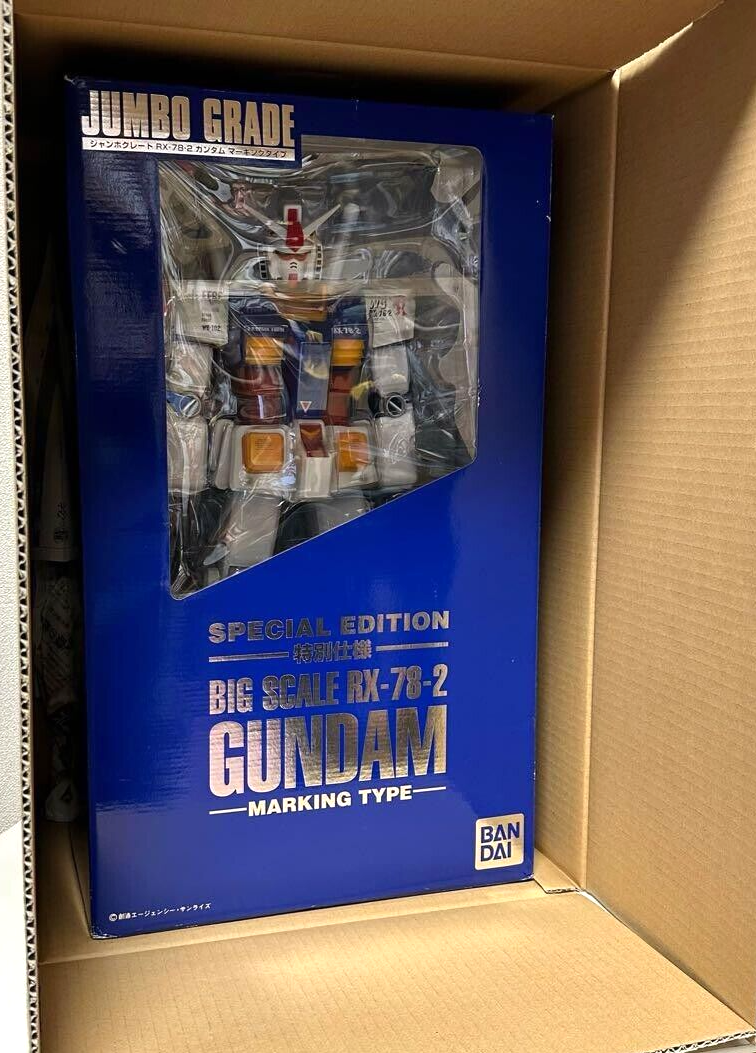 JUMBO GRADE
ジャンボグレード RX-78-2 ガンダム マーキングタイプ
RX-78-2
SPECIAL EDITION
特別仕様
BIG SCALE RX-78-2
GUNDAM
MARKING TYPE
BAN
DAI
©創通エージェンシー・サンライズ